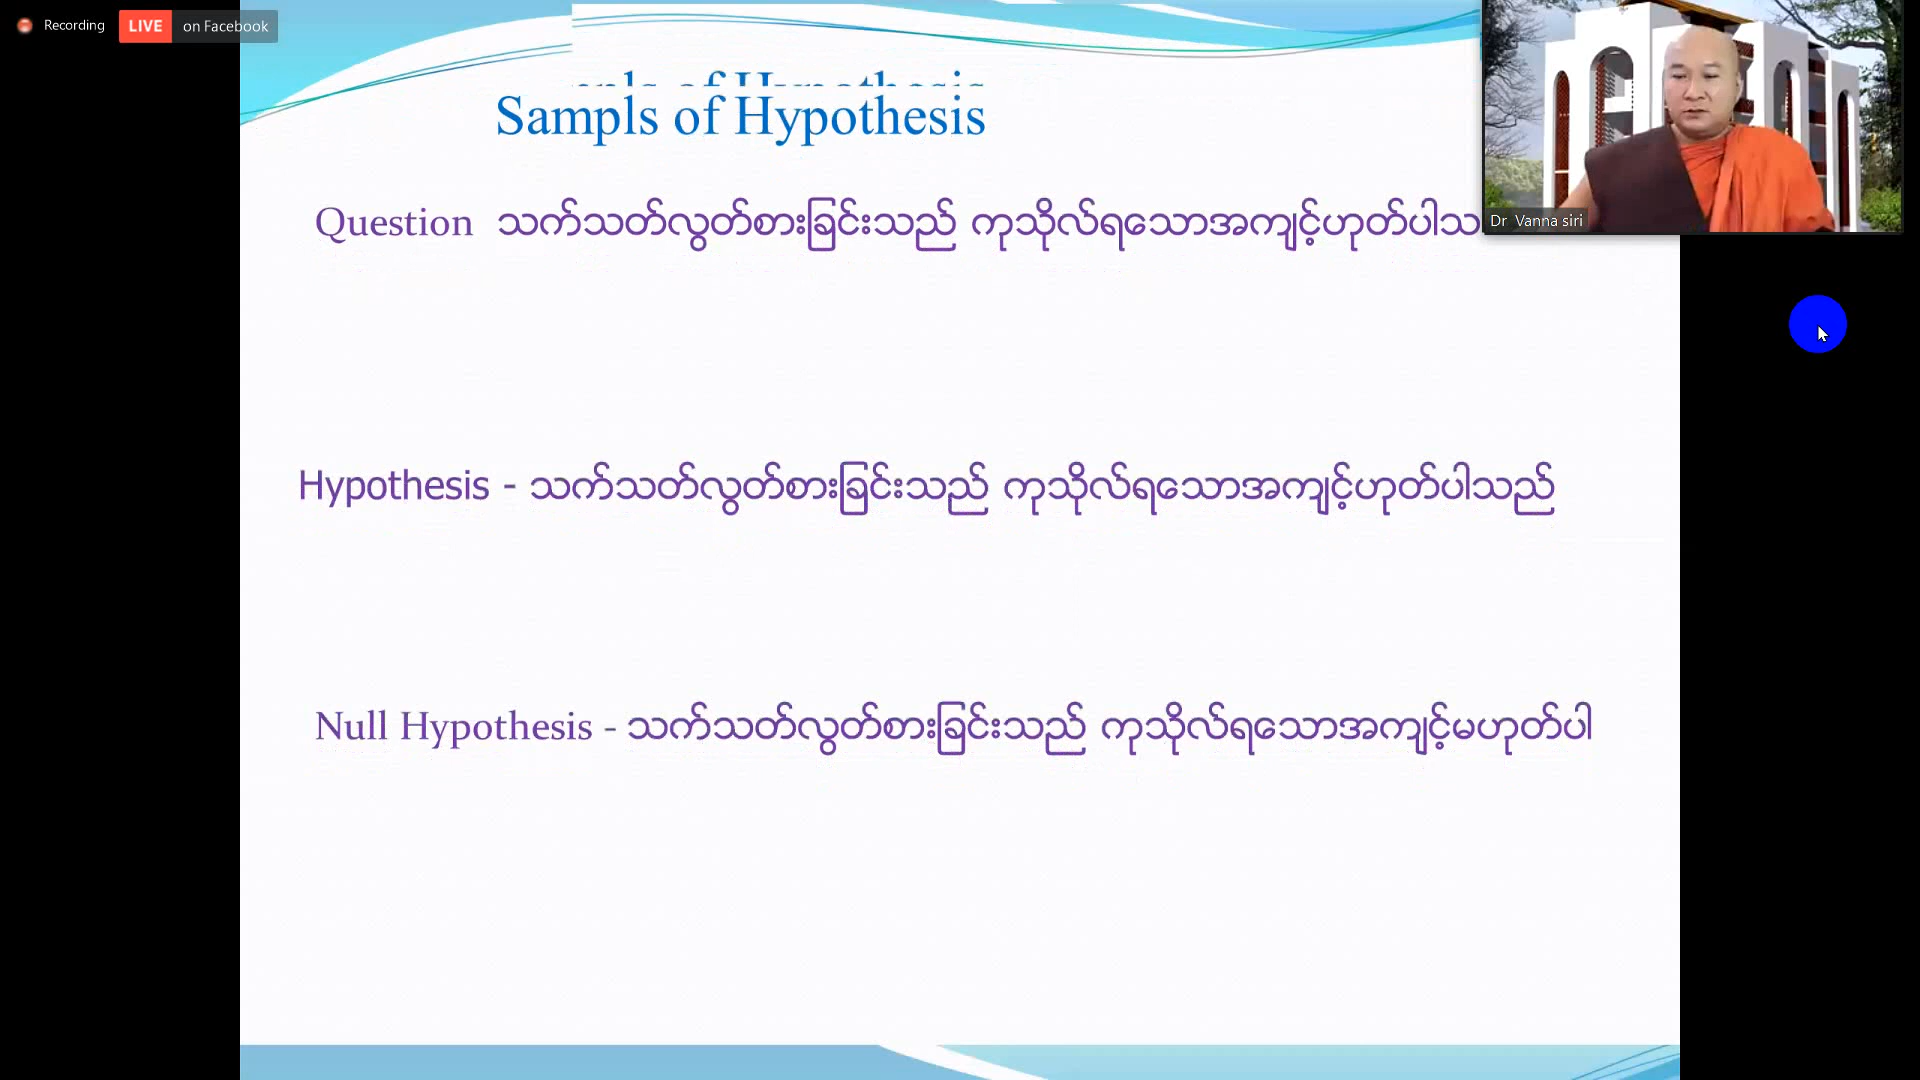 Recording LIVE on Facebook
Sampls of Hypothesis
Question သက်သတ်လွတ်စားခြင်းသည် ကုသိုလ်ရသောအကျင့်ဟုတ်ပါသ
Dr Vanna siri
Hypothesis - သက်သတ်လွတ်စားခြင်းသည် ကုသိုလ်ရသောအကျင့်ဟုတ်ပါသည်
Null Hypothesis - သက်သတ်လွတ်စားခြင်းသည် ကုသိုလ်ရသောအကျင့်မဟုတ်ပါ